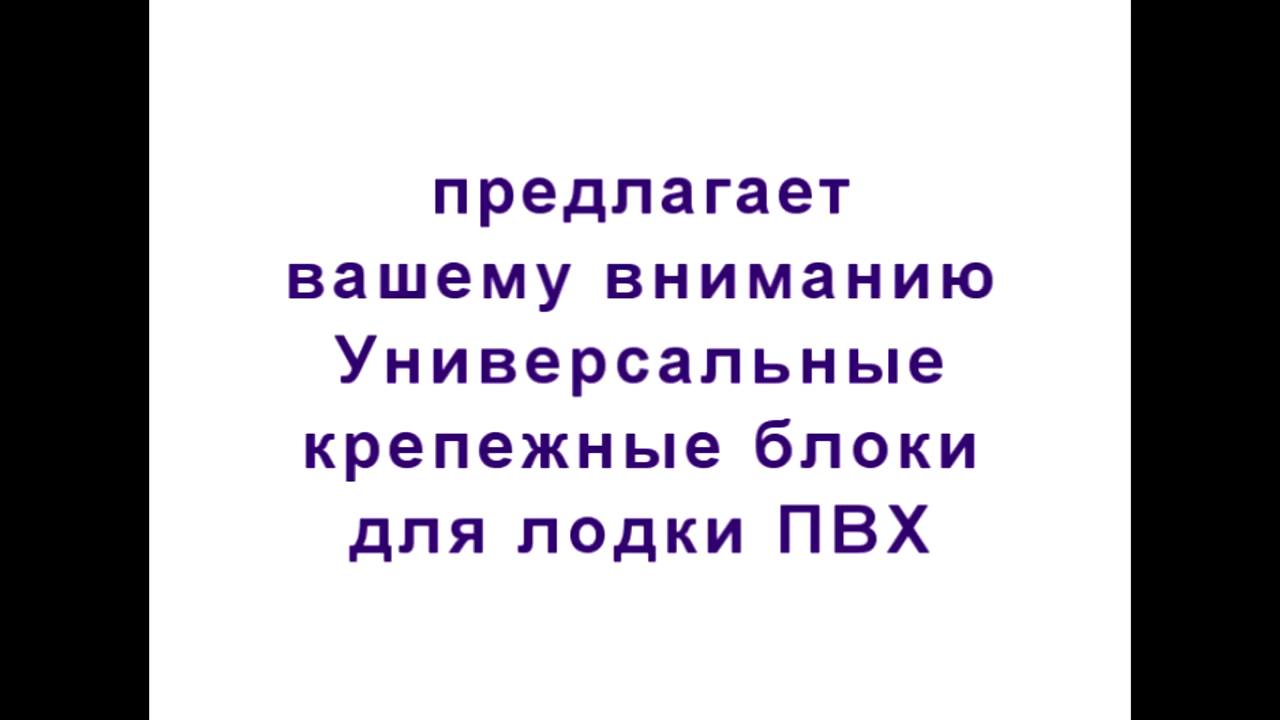 предлагает
вашему вниманию
Универсальные
крепежные блоки
для лодки ПВХ